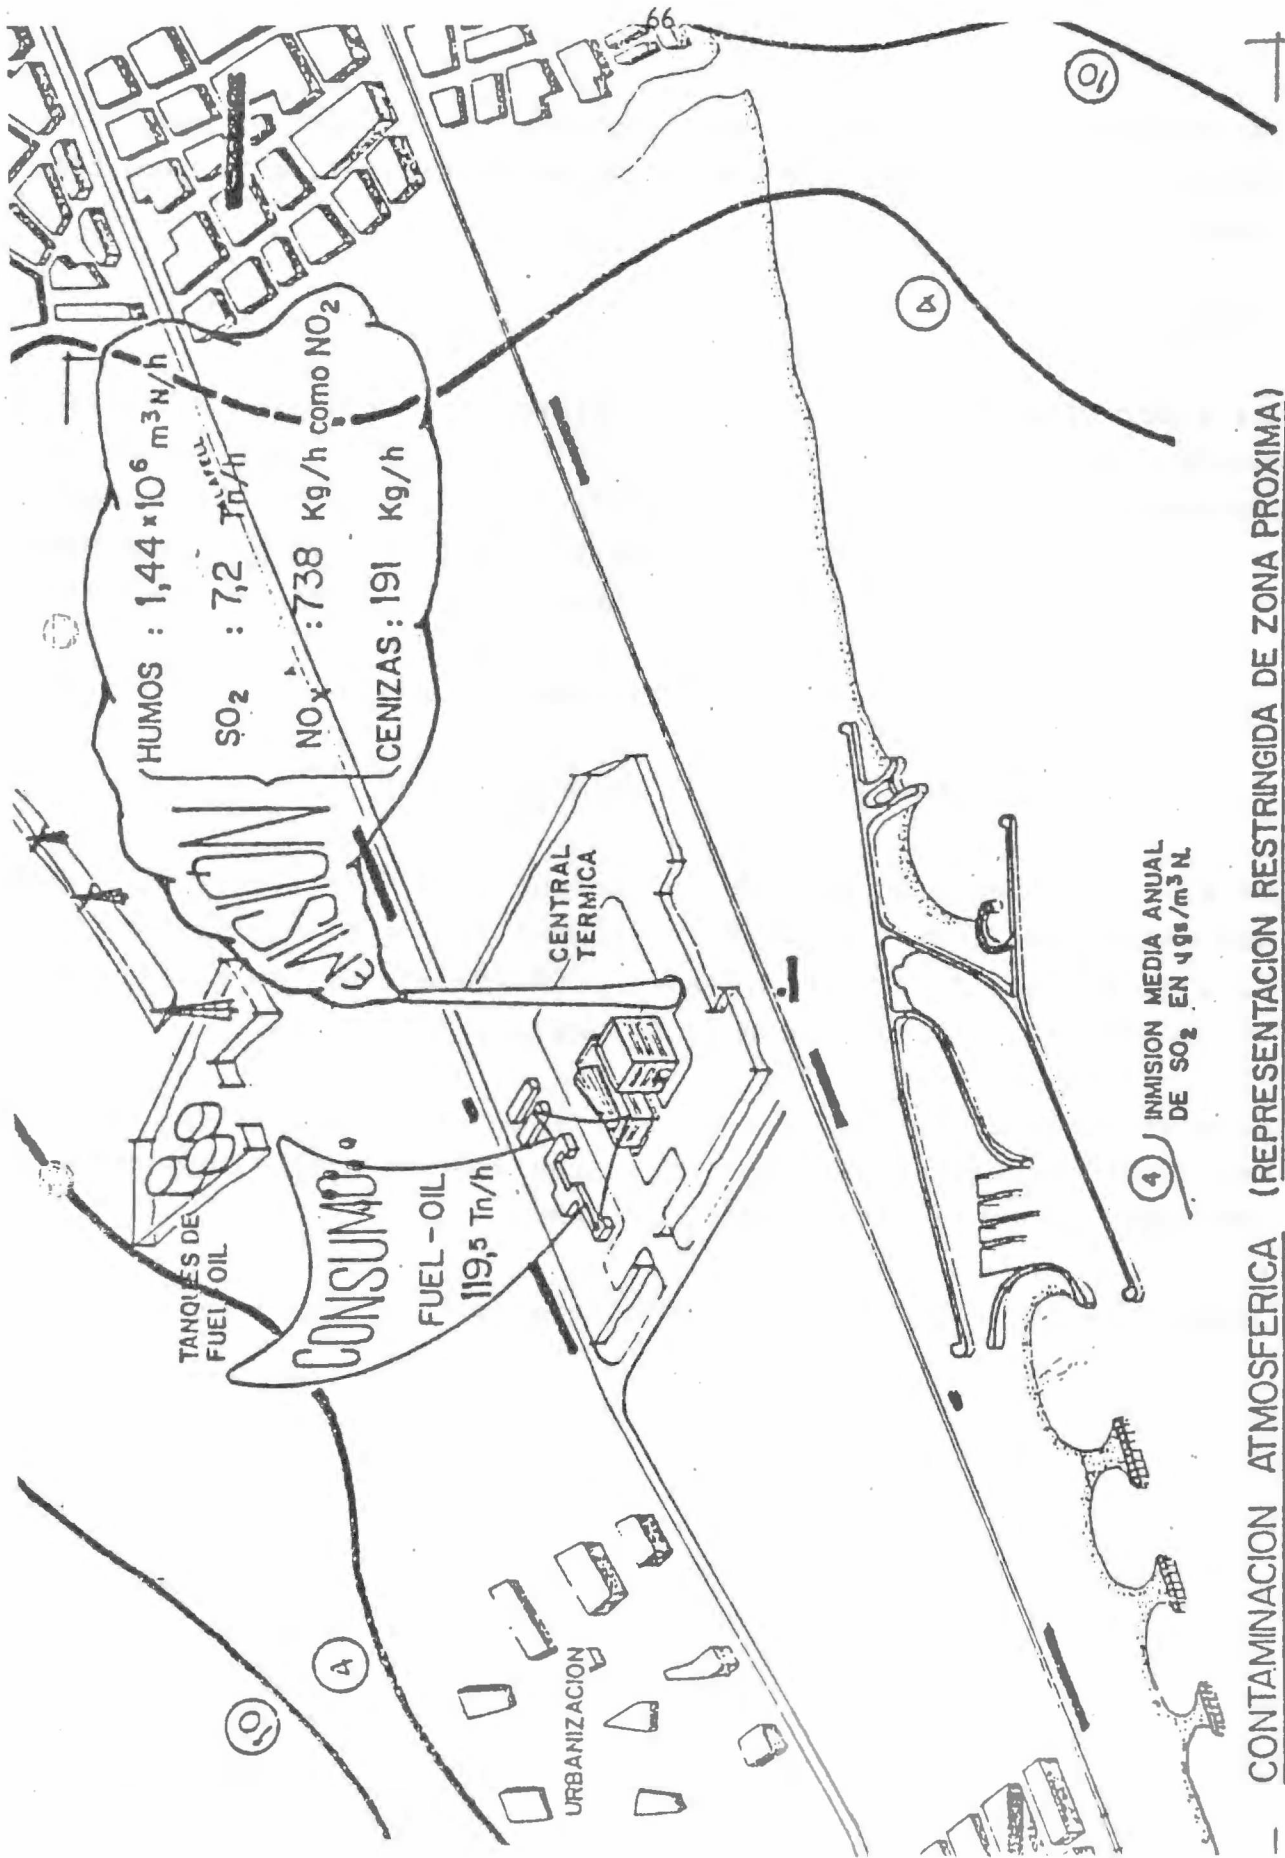 66
EMISION
HUMOS : 1,44×10⁶ m³N/h
SO₂ : 7,2 Tn/h
NOₓ : 738 Kg/h como NO₂
CENIZAS : 191 Kg/h
TANQUES DE
FUEL OIL
CONSUMO
FUEL-OIL
119,5 Tn/h
CENTRAL
TERMICA
URBANIZACION
10
4
4
10
4 INMISION MEDIA ANUAL
DE SO₂ EN μgs/m³N.
CONTAMINACION ATMOSFERICA (REPRESENTACION RESTRINGIDA DE ZONA PROXIMA)